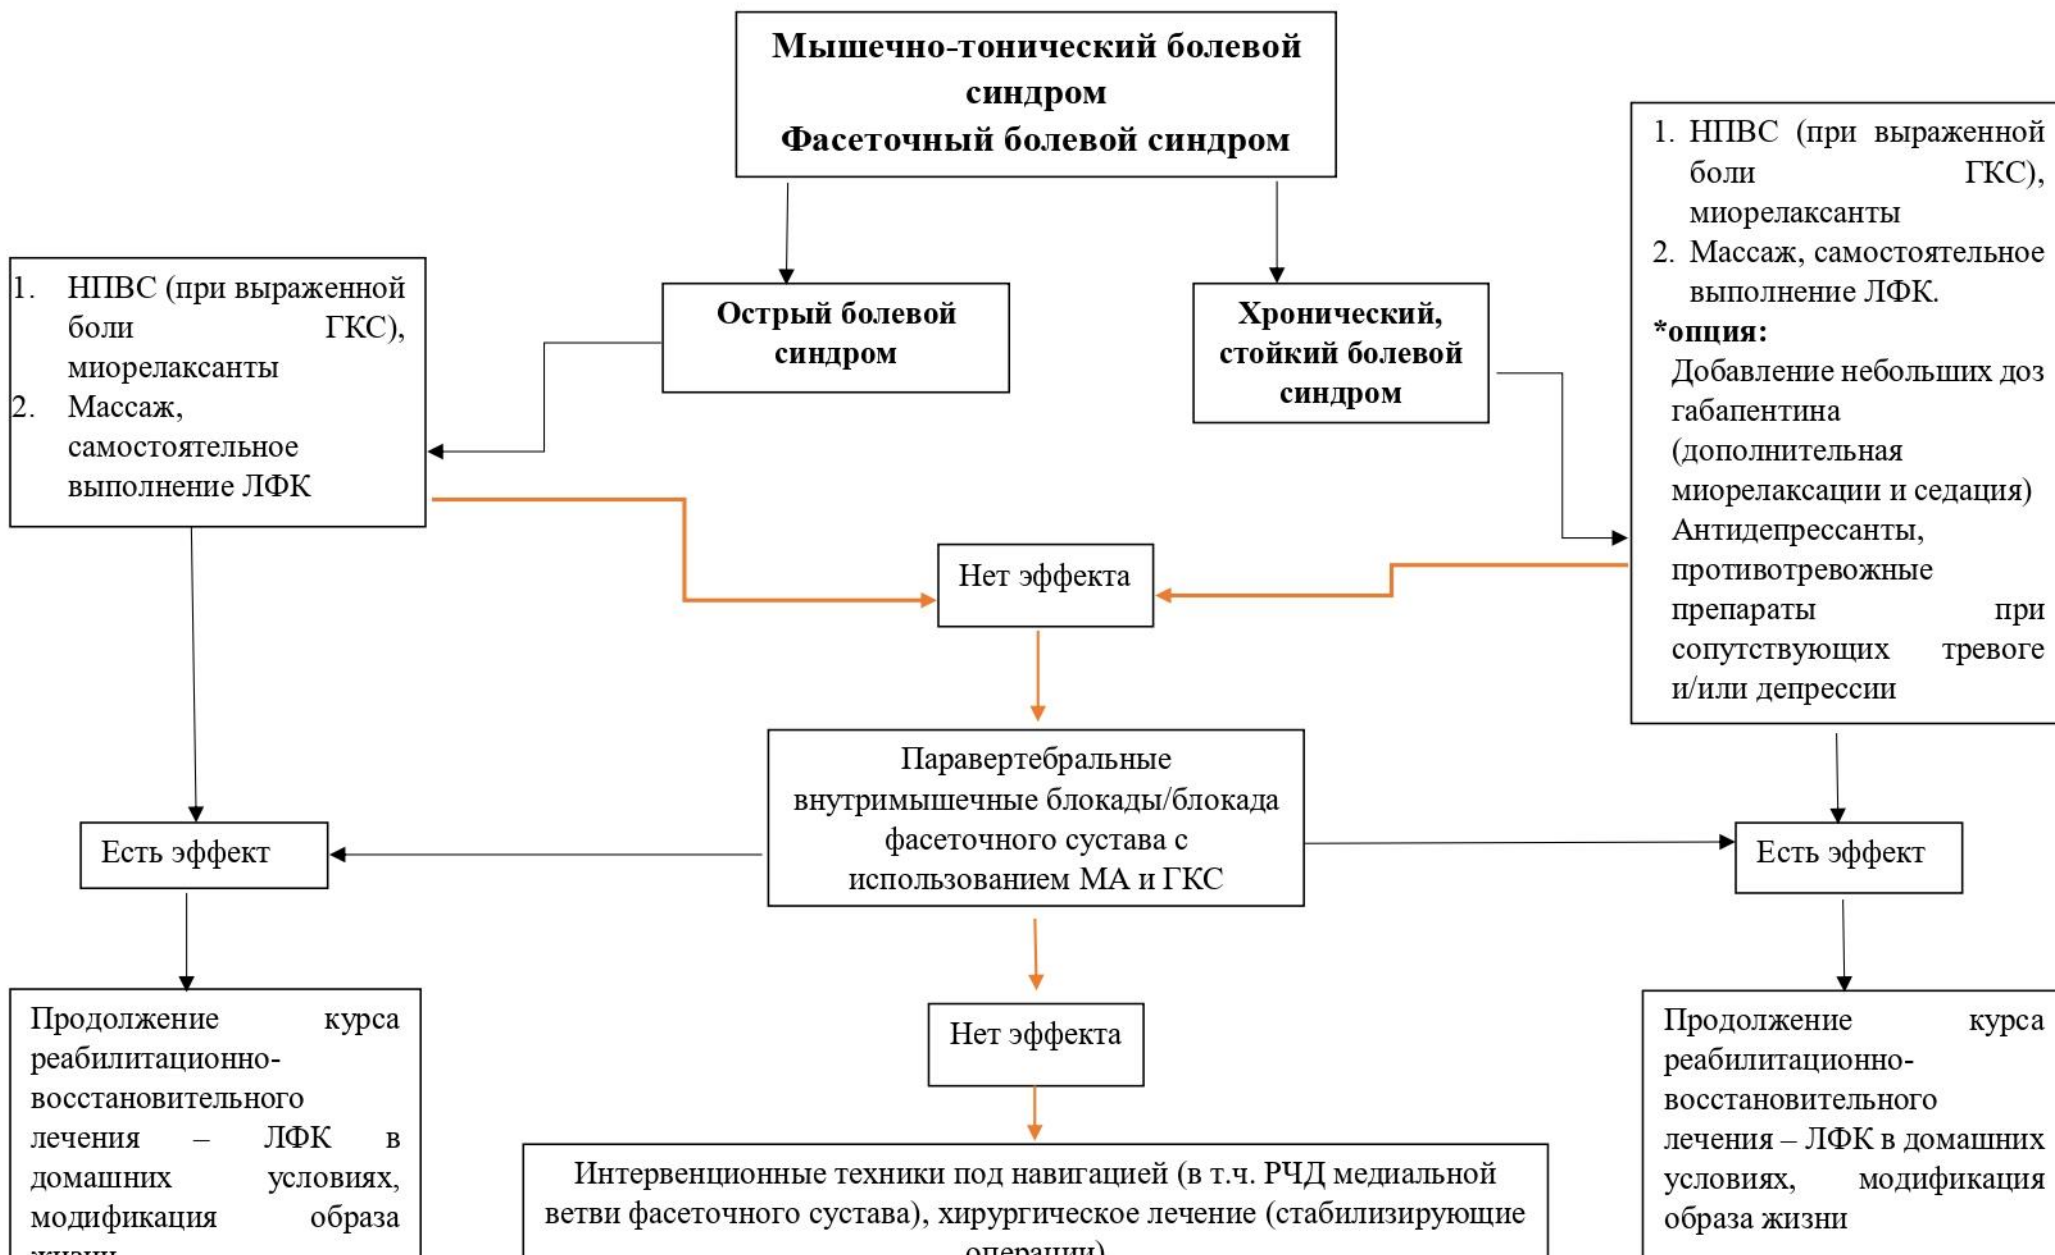 Мышечно-тонический болевой
синдром
Фасеточный болевой синдром
Острый болевой
синдром
Хронический,
стойкий болевой
синдром
1. НПВС (при выраженной
боли ГКС),
миорелаксанты
2. Массаж,
самостоятельное
выполнение ЛФК
1. НПВС (при выраженной
боли ГКС),
миорелаксанты
2. Массаж, самостоятельное
выполнение ЛФК.
*опция:
Добавление небольших доз
габапентина
(дополнительная
миорелаксации и седация)
Антидепрессанты,
противотревожные
препараты при
сопутствующих тревоге
и/или депрессии
Нет эффекта
Паравертебральные
внутримышечные блокады/блокада
фасеточного сустава с
использованием МА и ГКС
Есть эффект
Есть эффект
Нет эффекта
Продолжение курса
реабилитационно-
восстановительного
лечения – ЛФК в
домашних условиях,
модификация образа
жизни
Интервенционные техники под навигацией (в т.ч. РЧД медиальной
ветви фасеточного сустава), хирургическое лечение (стабилизирующие
операции)
Продолжение курса
реабилитационно-
восстановительного
лечения – ЛФК в домашних
условиях, модификация
образа жизни